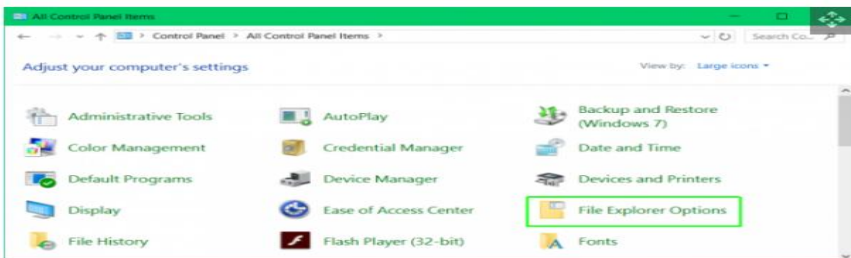 All Control Panel Items
Control Panel > All Control Panel Items >
Search Co...
Adjust your computer's settings
View by: Large icons
Administrative Tools
AutoPlay
Backup and Restore
(Windows 7)
Color Management
Credential Manager
Date and Time
Default Programs
Device Manager
Devices and Printers
Display
Ease of Access Center
File Explorer Options
File History
Flash Player (32-bit)
Fonts